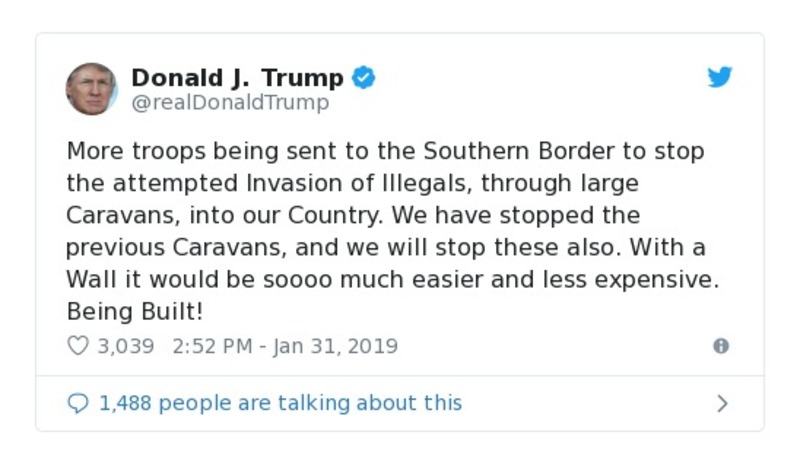 Donald J. Trump
@realDonaldTrump
More troops being sent to the Southern Border to stop
the attempted Invasion of Illegals, through large
Caravans, into our Country. We have stopped the
previous Caravans, and we will stop these also. With a
Wall it would be soooo much easier and less expensive.
Being Built!
3,039 2:52 PM - Jan 31, 2019
1,488 people are talking about this